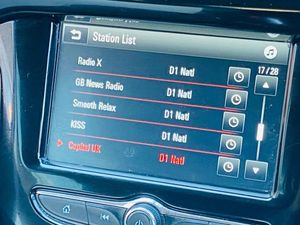 Station List
Radio X D1 Natl
17/28
GB News Radio D1 Natl
Smooth Relax D1 Natl
KISS D1 Natl
Capital UK D1 Natl